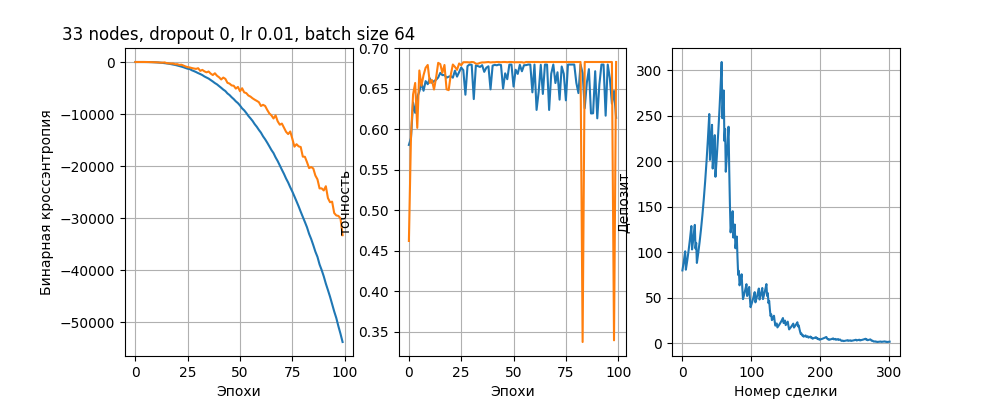 33 nodes, dropout 0, lr 0.01, batch size 64
Бинарная кроссэнтропия
0
−10000
−20000
−30000
−40000
−50000
0 25 50 75 100
Эпохи
точность
0.70
0.65
0.60
0.55
0.50
0.45
0.40
0.35
0 25 50 75 100
Эпохи
Депозит
300
250
200
150
100
50
0
0 100 200 300
Номер сделки